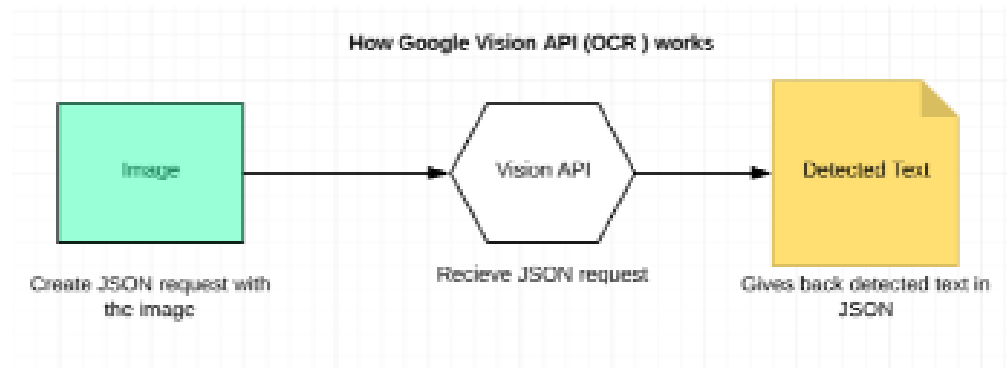 How Google Vision API (OCR ) works
Image
Vision API
Detected Text
Create JSON request with
the image
Recieve JSON request
Gives back detected text in
JSON